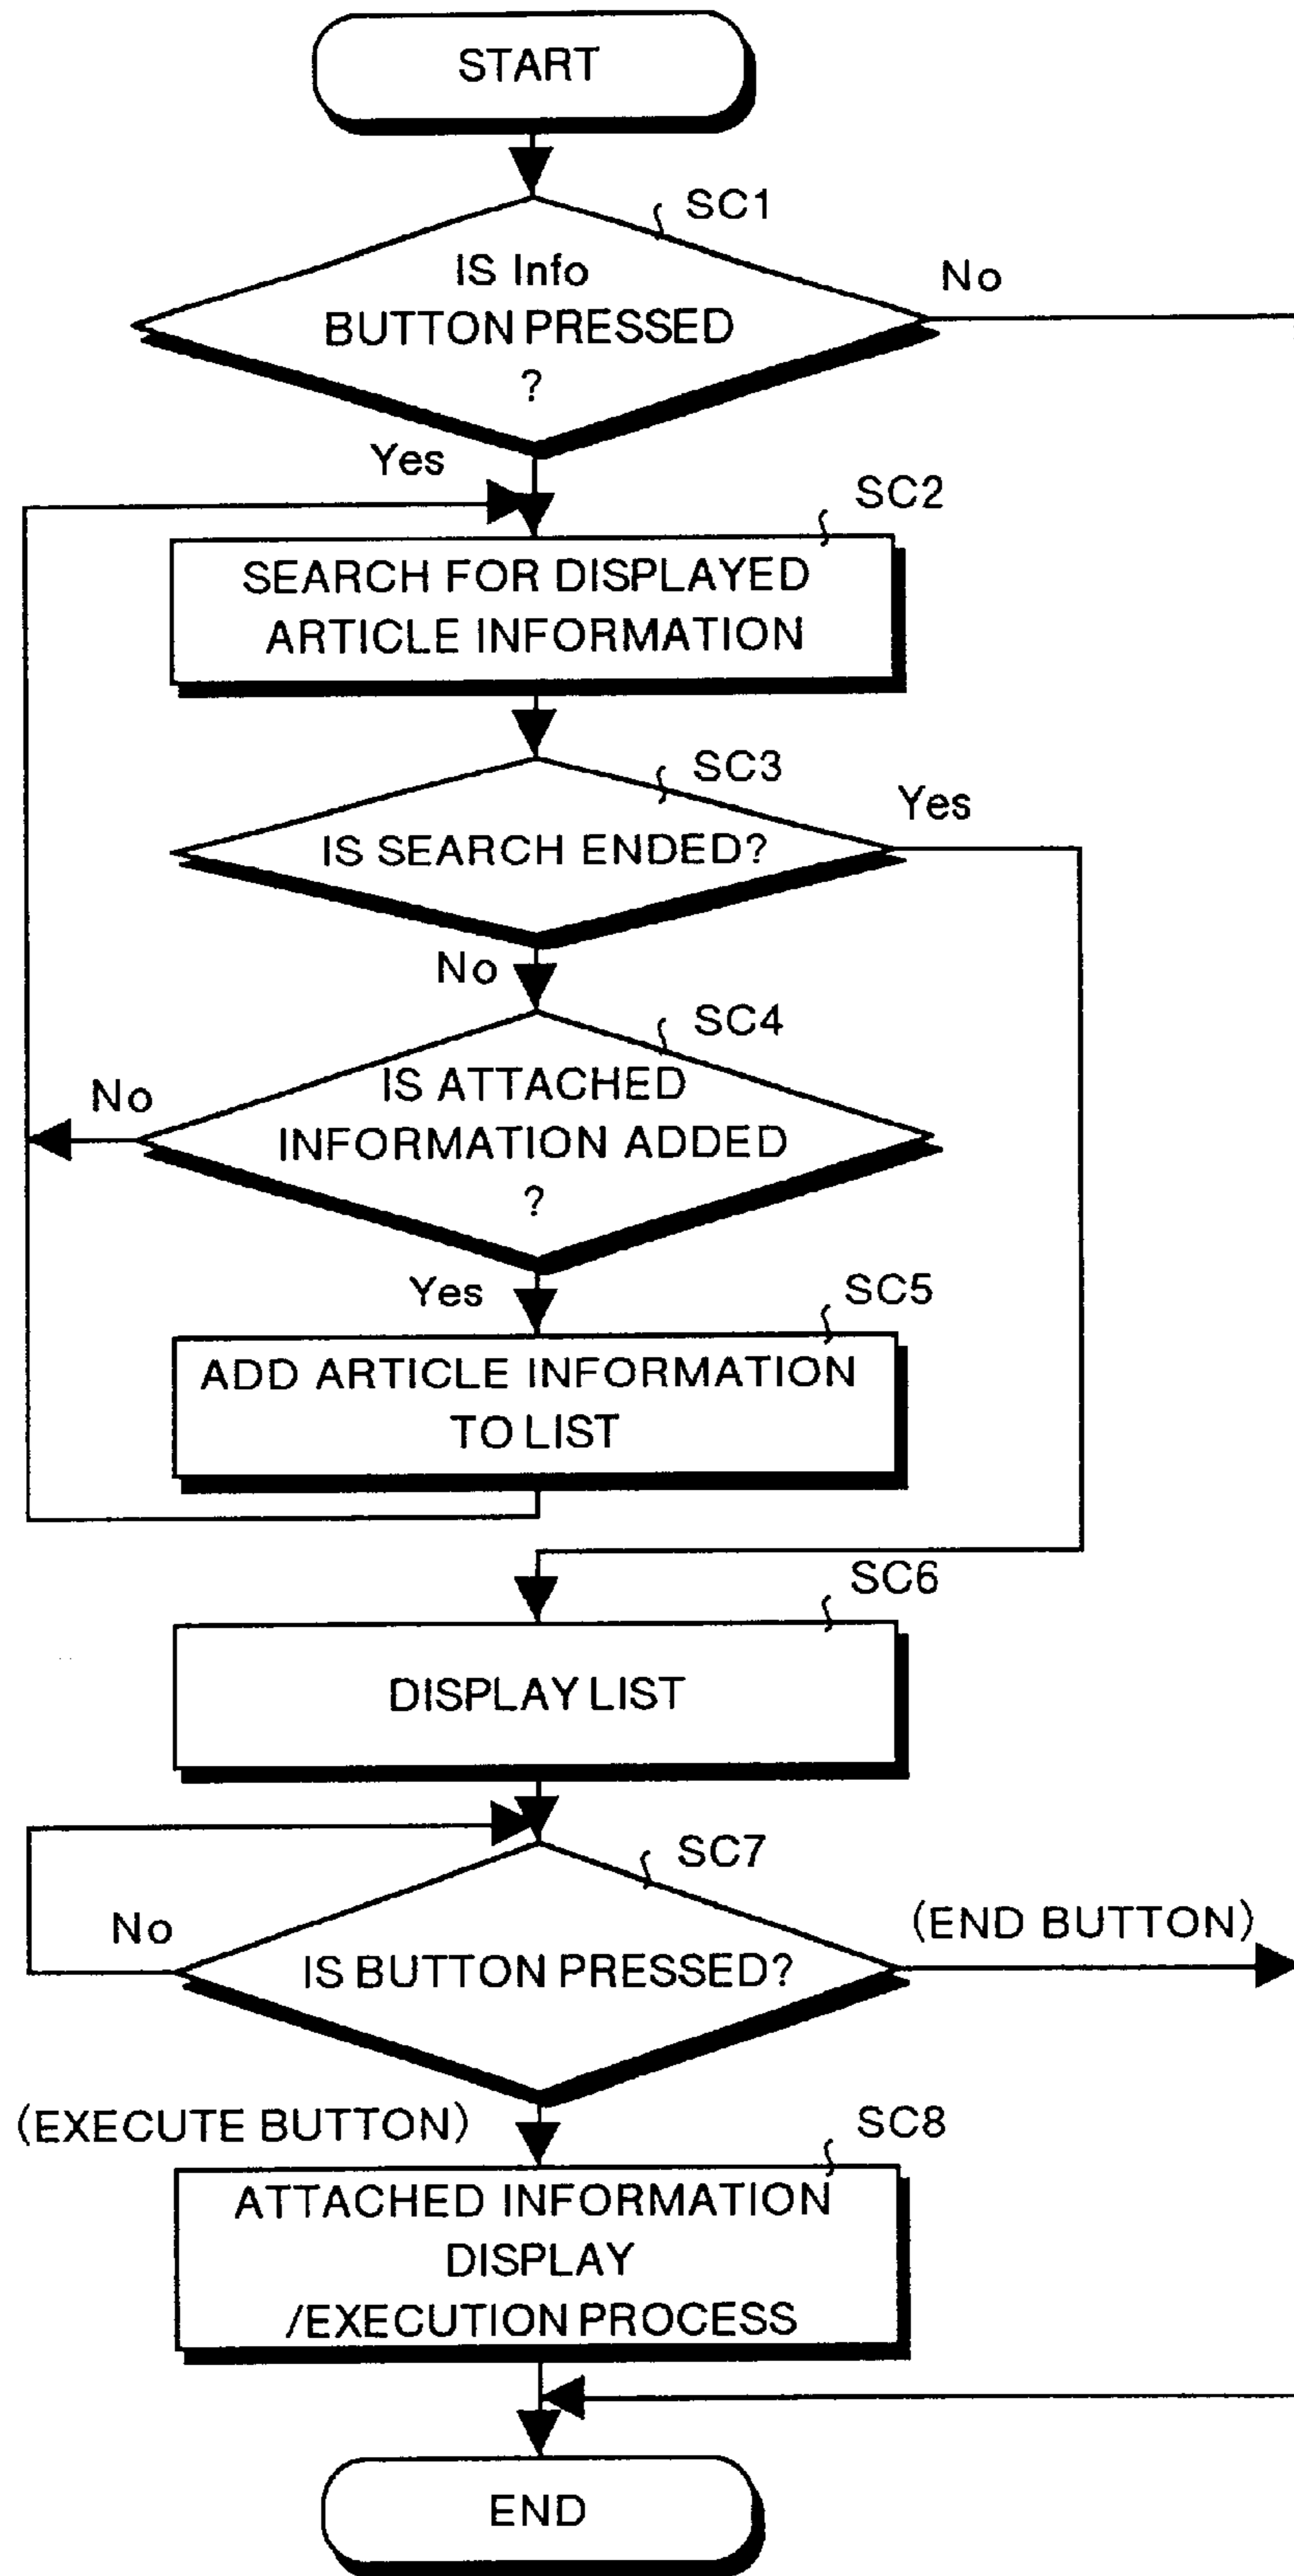 START
SC1
IS Info
BUTTON PRESSED
?
No
Yes
SC2
SEARCH FOR DISPLAYED
ARTICLE INFORMATION
SC3
IS SEARCH ENDED?
Yes
No
SC4
IS ATTACHED
INFORMATION ADDED
?
No
Yes
SC5
ADD ARTICLE INFORMATION
TO LIST
SC6
DISPLAY LIST
SC7
IS BUTTON PRESSED?
No
(END BUTTON)
(EXECUTE BUTTON)
SC8
ATTACHED INFORMATION
DISPLAY
/EXECUTION PROCESS
END